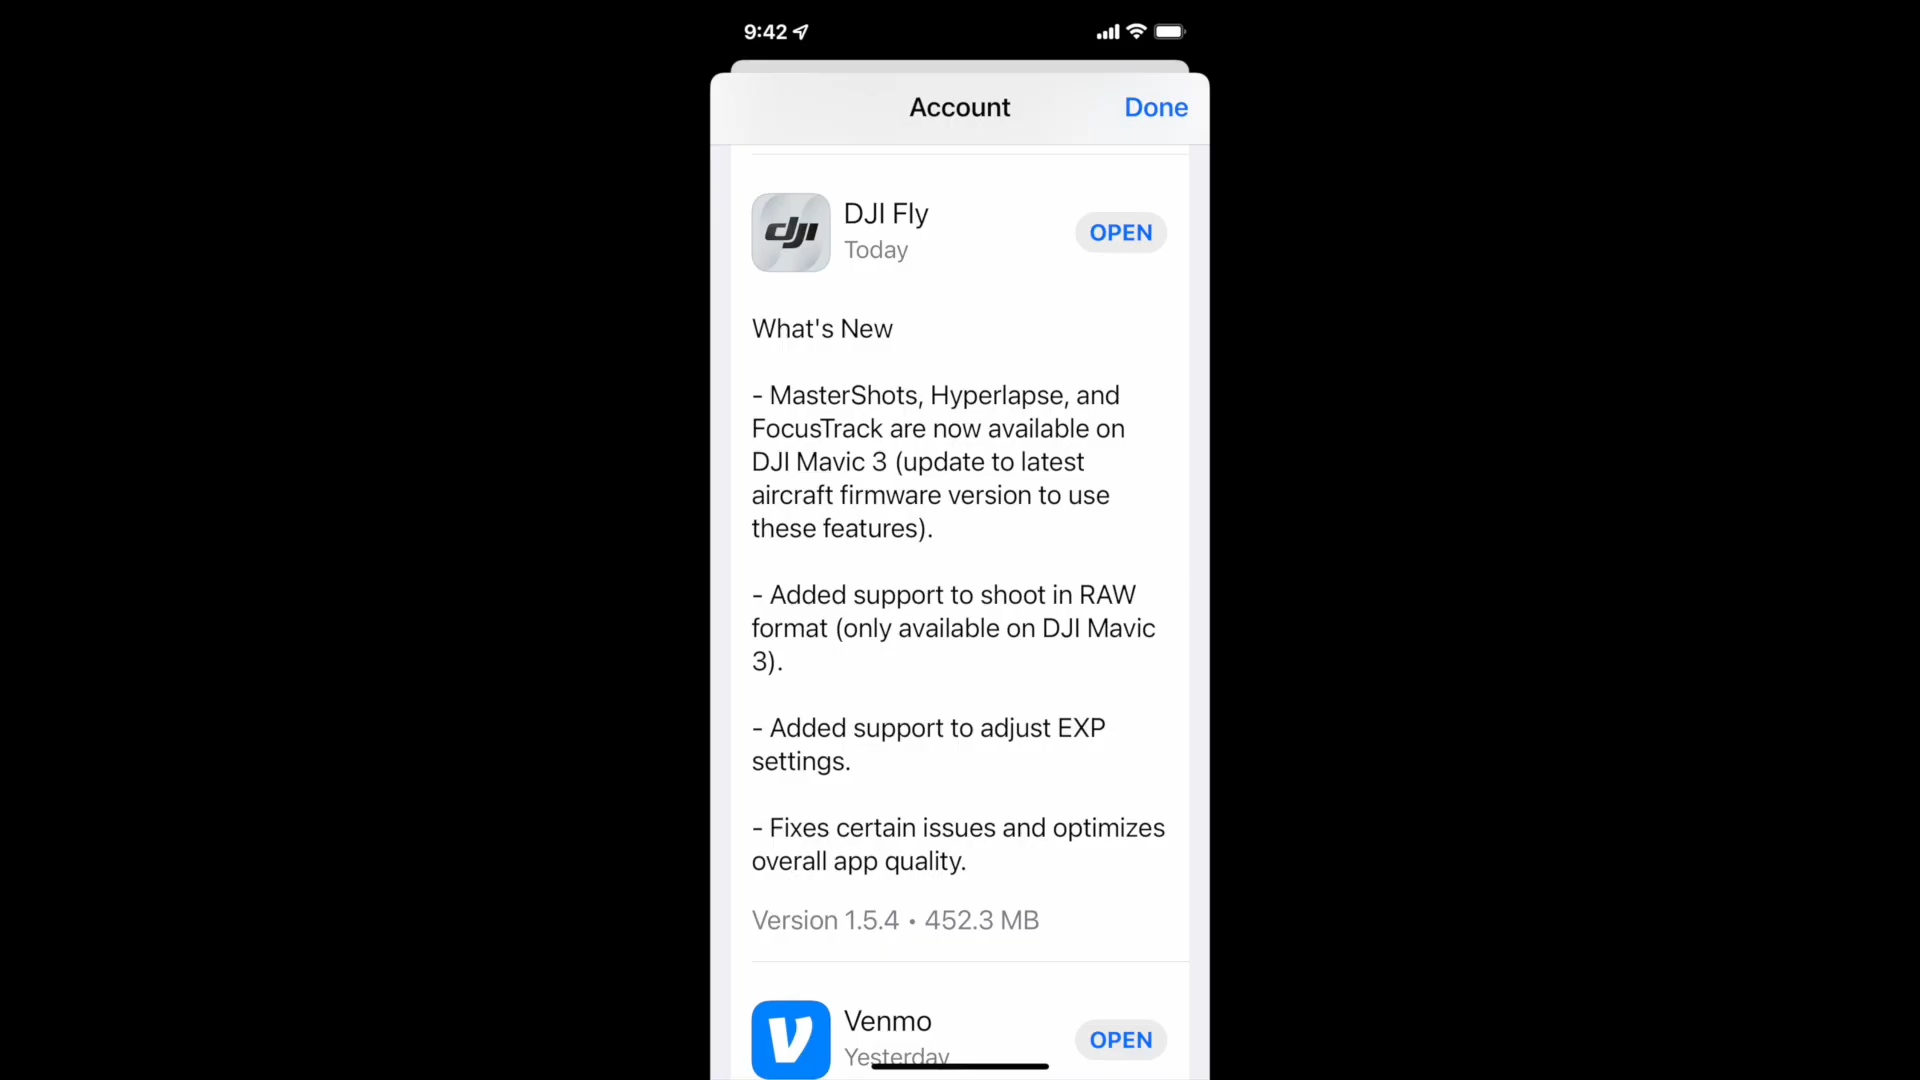 9:42
Account
Done
dji
DJI Fly
Today
OPEN
What's New
- MasterShots, Hyperlapse, and
FocusTrack are now available on
DJI Mavic 3 (update to latest
aircraft firmware version to use
these features).
- Added support to shoot in RAW
format (only available on DJI Mavic
3).
- Added support to adjust EXP
settings.
- Fixes certain issues and optimizes
overall app quality.
Version 1.5.4 • 452.3 MB
V
Venmo
Yesterday
OPEN